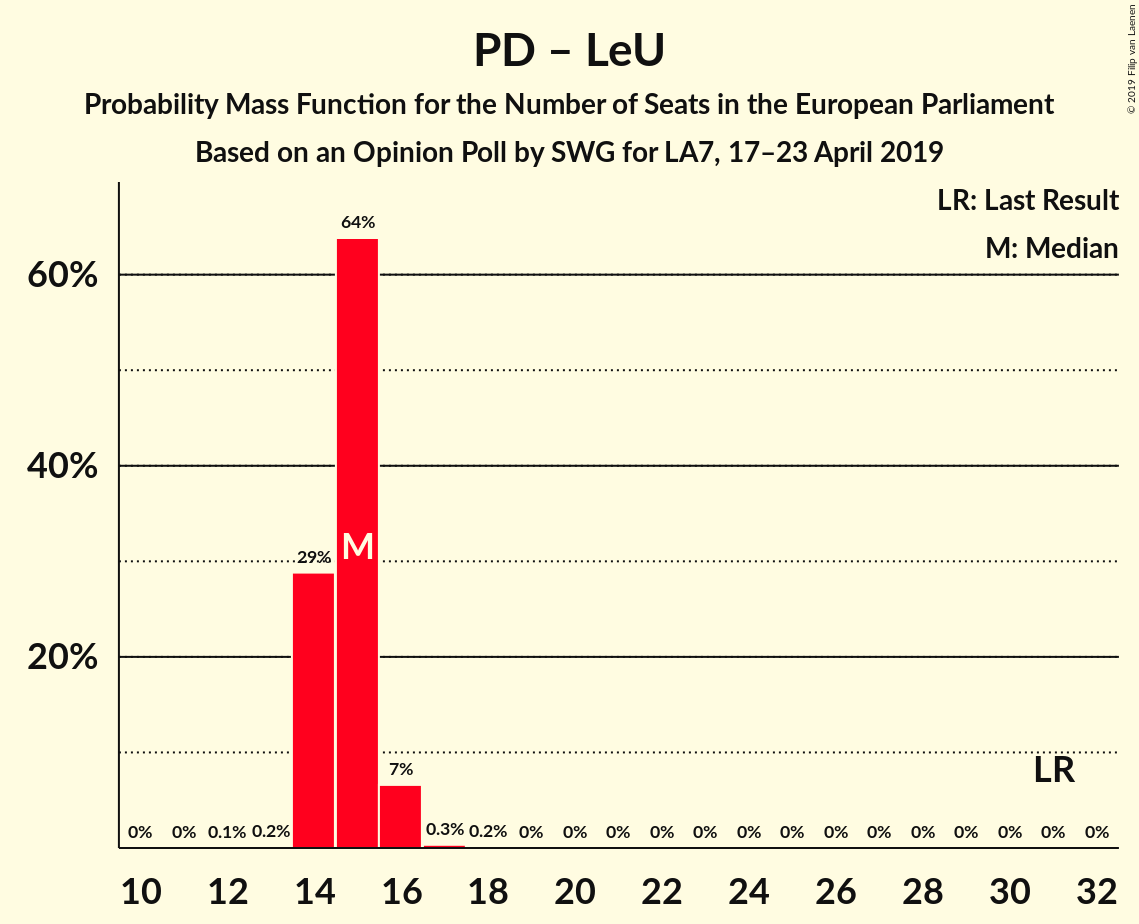 PD – LeU
Probability Mass Function for the Number of Seats in the European Parliament
Based on an Opinion Poll by SWG for LA7, 17–23 April 2019
© 2019 Filip van Laenen
LR: Last Result
M: Median
64%
60%
40%
M
29%
20%
LR
7%
0% 0% 0.1% 0.2% 0.3% 0.2% 0% 0% 0% 0% 0% 0% 0% 0% 0% 0% 0% 0% 0% 0%
10 12 14 16 18 20 22 24 26 28 30 32